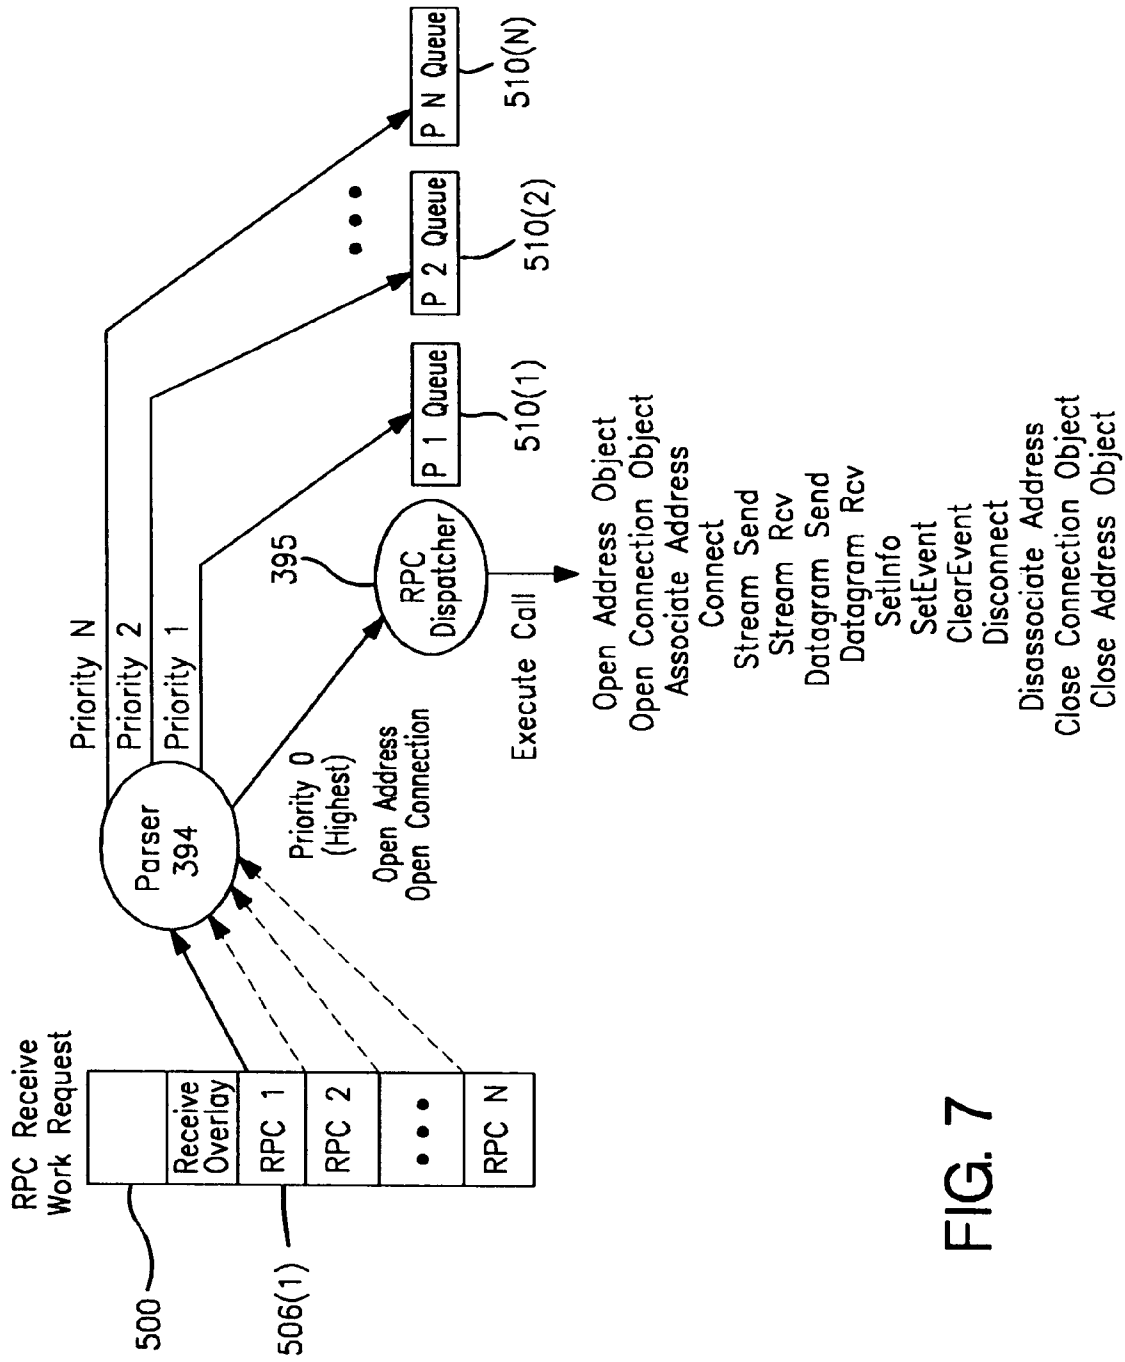 RPC Receive
Work Request
500
Receive
Overlay
RPC 1
506(1)
RPC 2
RPC N
Parser
394
Priority N
Priority 2
Priority 1
Priority 0
(Highest)
Open Address
Open Connection
395
RPC
Dispatcher
P 1 Queue
510(1)
P 2 Queue
510(2)
P N Queue
510(N)
Execute Call
Open Address Object
Open Connection Object
Associate Address
Connect
Stream Send
Stream Rcv
Datagram Send
Datagram Rcv
SetInfo
SetEvent
ClearEvent
Disconnect
Disassociate Address
Close Connection Object
Close Address Object
FIG. 7